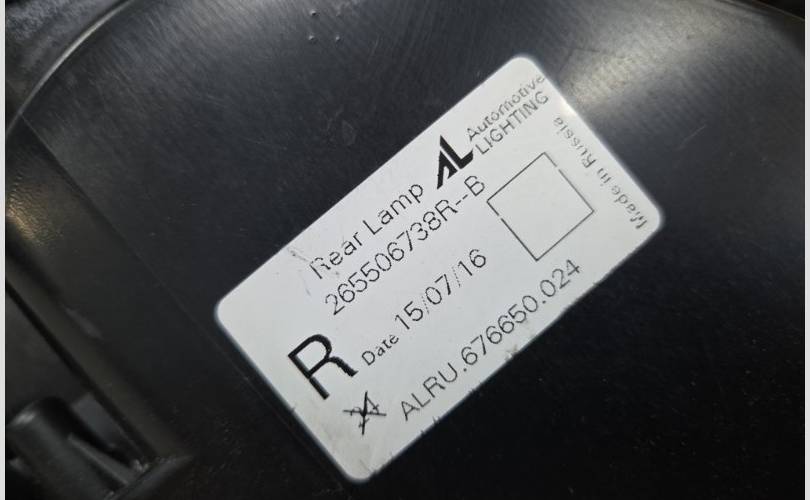 Rear Lamp
AL Automotive
LIGHTING
265506738R--B
Made in Russia
R
Date 15/07/16
ALRU.676650.024